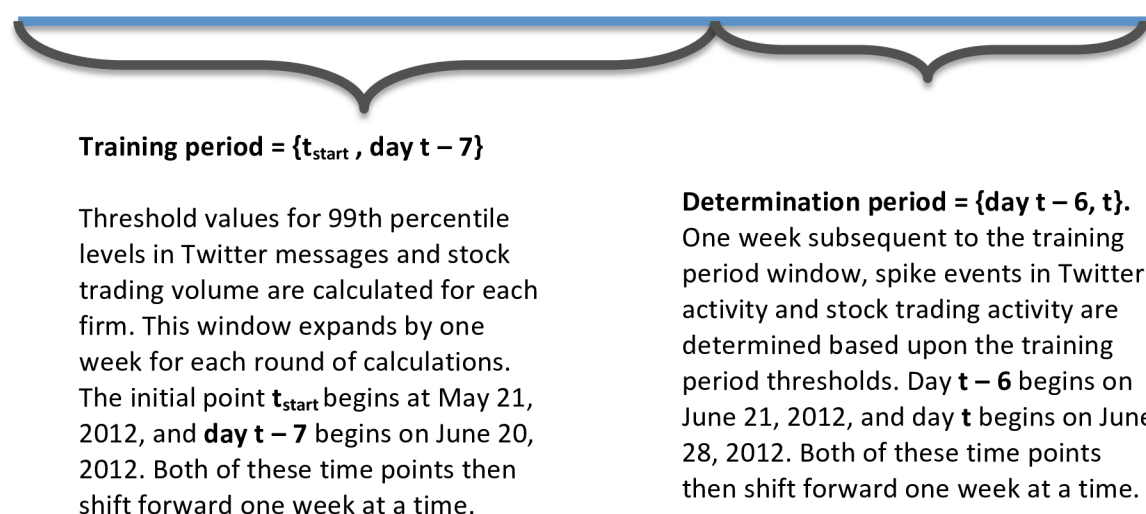 Training period = {tstart , day t – 7}
Threshold values for 99th percentile
levels in Twitter messages and stock
trading volume are calculated for each
firm. This window expands by one
week for each round of calculations.
The initial point tstart begins at May 21,
2012, and day t – 7 begins on June 20,
2012. Both of these time points then
shift forward one week at a time.
Determination period = {day t – 6, t}.
One week subsequent to the training
period window, spike events in Twitter
activity and stock trading activity are
determined based upon the training
period thresholds. Day t – 6 begins on
June 21, 2012, and day t begins on June
28, 2012. Both of these time points
then shift forward one week at a time.